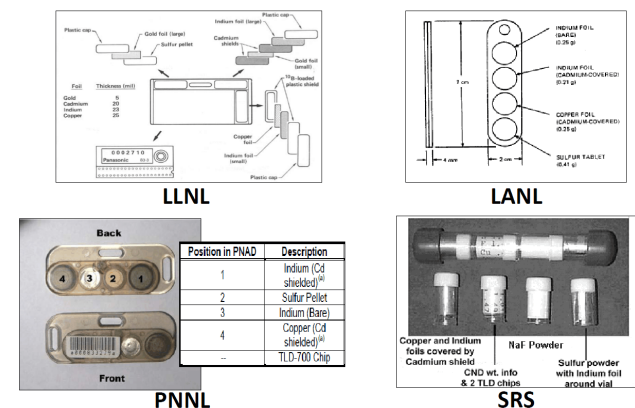 Plastic cap
Gold foil (large)
Sulfur pellet
Plastic cap
Indium foil (large)
Cadmium
shields
Gold foil
(small)
10B-loaded
plastic shield
Foil Thickness (mil)
Gold 5
Cadmium 20
Indium 23
Copper 25
Copper
foil
Indium foil
(small)
Plastic cap
0002710
Panasonic
LLNL
INDIUM FOIL
(BARE)
(0.25 g)
INDIUM FOIL
(CADMIUM-COVERED)
(0.21 g)
COPPER FOIL
(CADMIUM-COVERED)
(0.25 g)
SULFUR TABLET
(0.41 g)
7 cm
4 mm
2 cm
LANL
Back
4 3 2 1
Front
PNNL
Position in PNAD Description
1 Indium (Cd
shielded)(a)
2 Sulfur Pellet
3 Indium (Bare)
4 Copper (Cd
shielded)(a)
-- TLD-700 Chip
Copper and Indium
foils covered by
Cadmium shield
NaF Powder
CND wt. info
& 2 TLD chips
Sulfur powder
with Indium foil
around vial
SRS